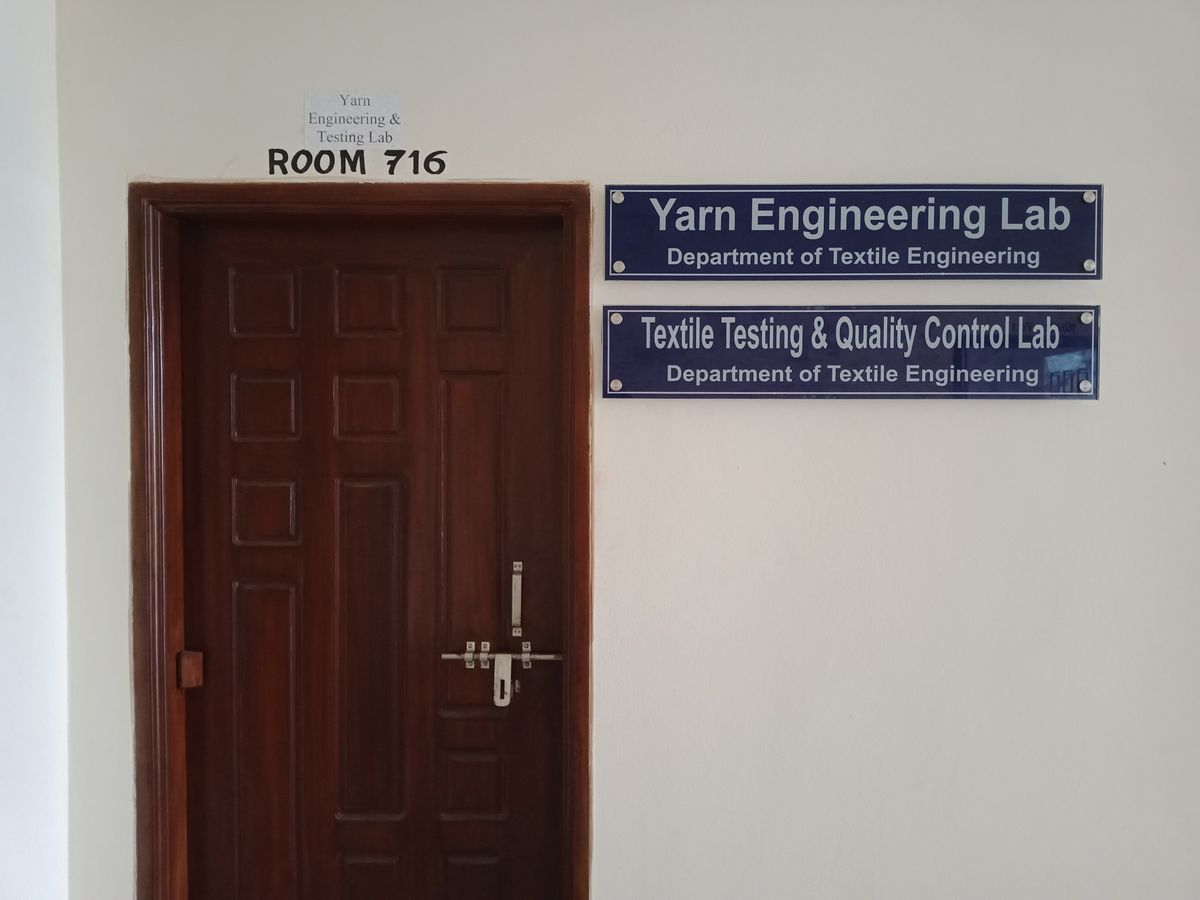 Yarn
Engineering &
Testing Lab
ROOM 716
Yarn Engineering Lab
Department of Textile Engineering
Textile Testing & Quality Control Lab
Department of Textile Engineering